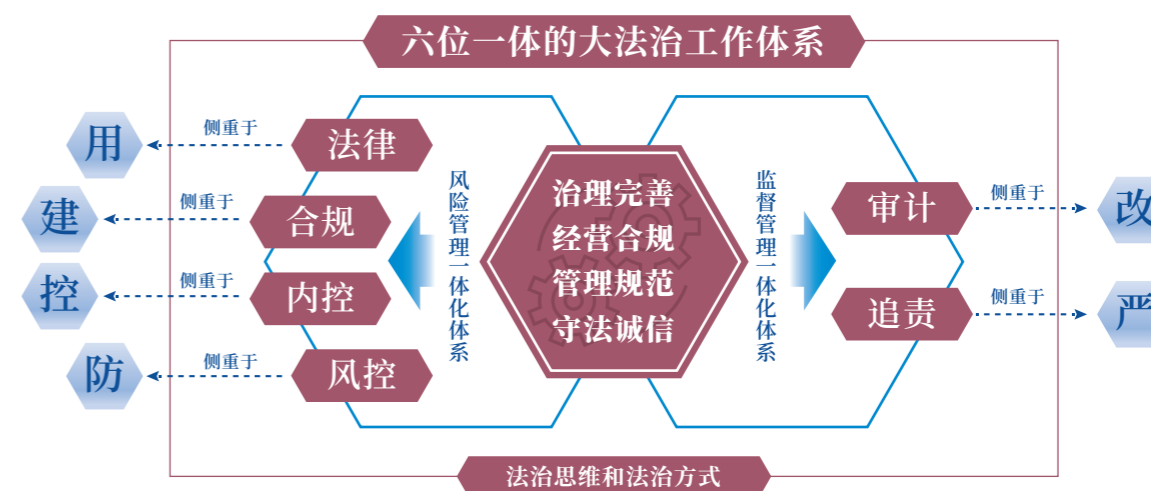 六位一体的大法治工作体系
用
侧重于
法律
建
侧重于
合规
控
侧重于
内控
防
侧重于
风控
风险管理一体化体系
治理完善
经营合规
管理规范
守法诚信
监督管理一体化体系
审计
侧重于
改
追责
侧重于
严
法治思维和法治方式